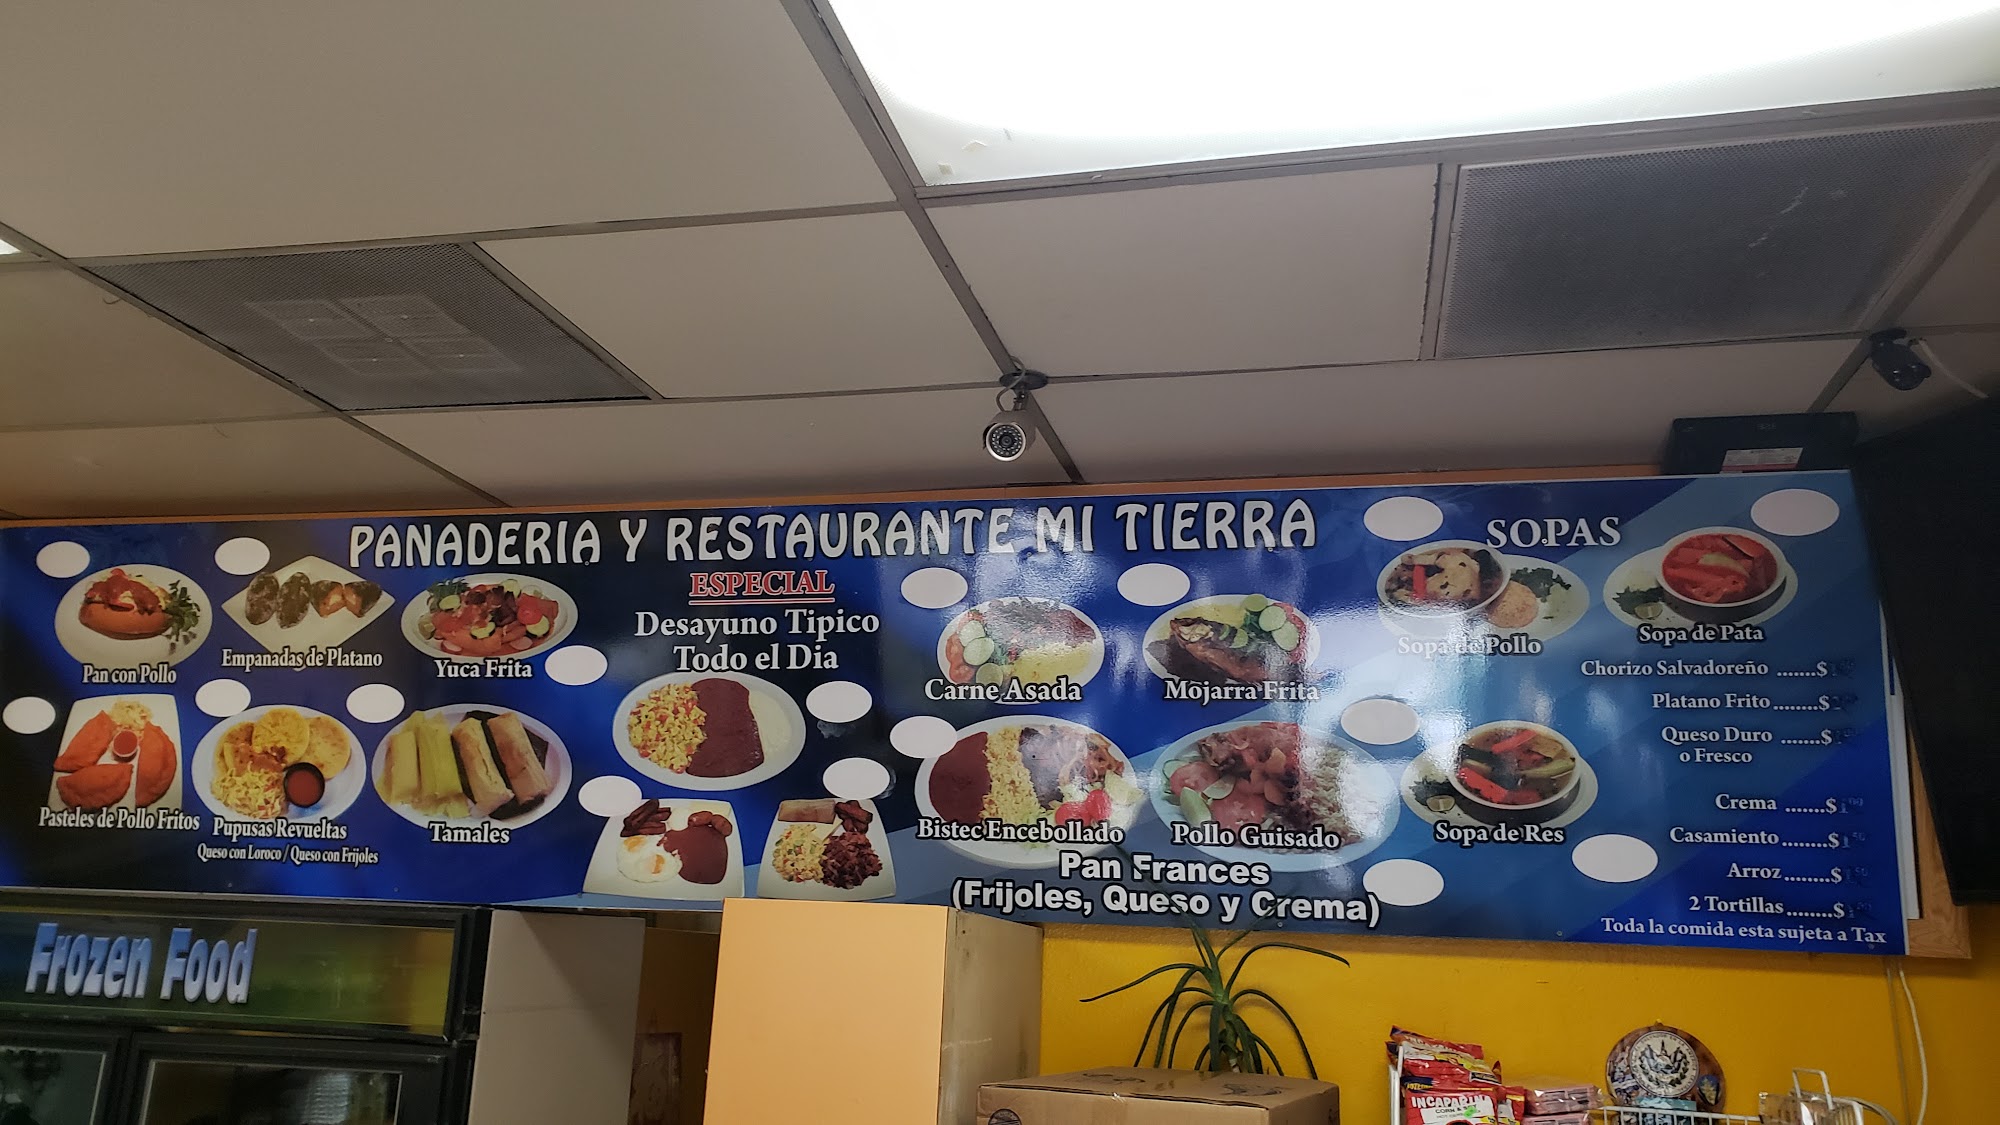 PANADERIA Y RESTAURANTE MI TIERRA
Pan con Pollo
Empanadas de Platano
Yuca Frita
Pasteles de Pollo Fritos
Pupusas Revueltas
Queso con Loroco / Queso con Frijoles
Tamales
ESPECIAL
Desayuno Tipico
Todo el Dia
Carne Asada
Mojarra Frita
Bistec Encebollado
Pollo Guisado
Pan Frances
(Frijoles, Queso y Crema)
SOPAS
Sopa de Pollo
Sopa de Pata
Sopa de Res
Chorizo Salvadoreño .......$
Platano Frito ........$
Queso Duro .......$
o Fresco
Crema .......$
Casamiento ........$
Arroz ........$
2 Tortillas ........$
Toda la comida esta sujeta a Tax
Frozen Food
INCAPARINA
CORN &